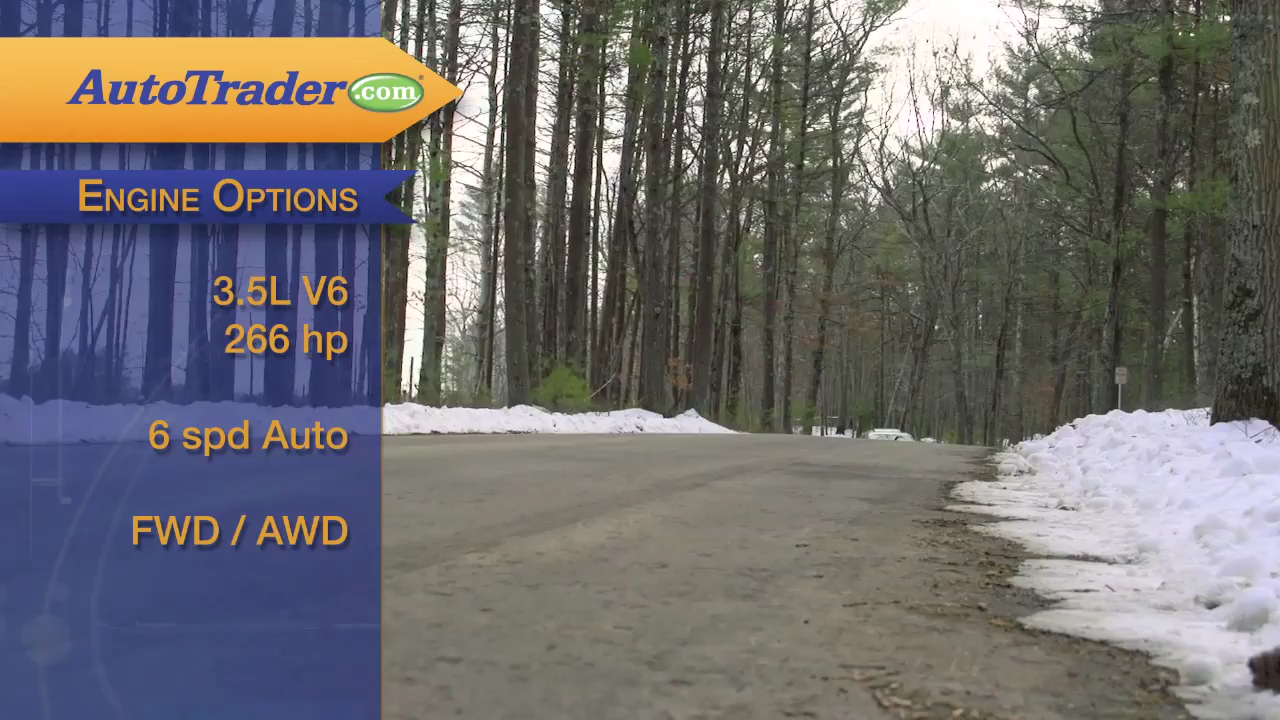 AutoTrader.com
Engine Options
3.5L V6
266 hp
6 spd Auto
FWD / AWD